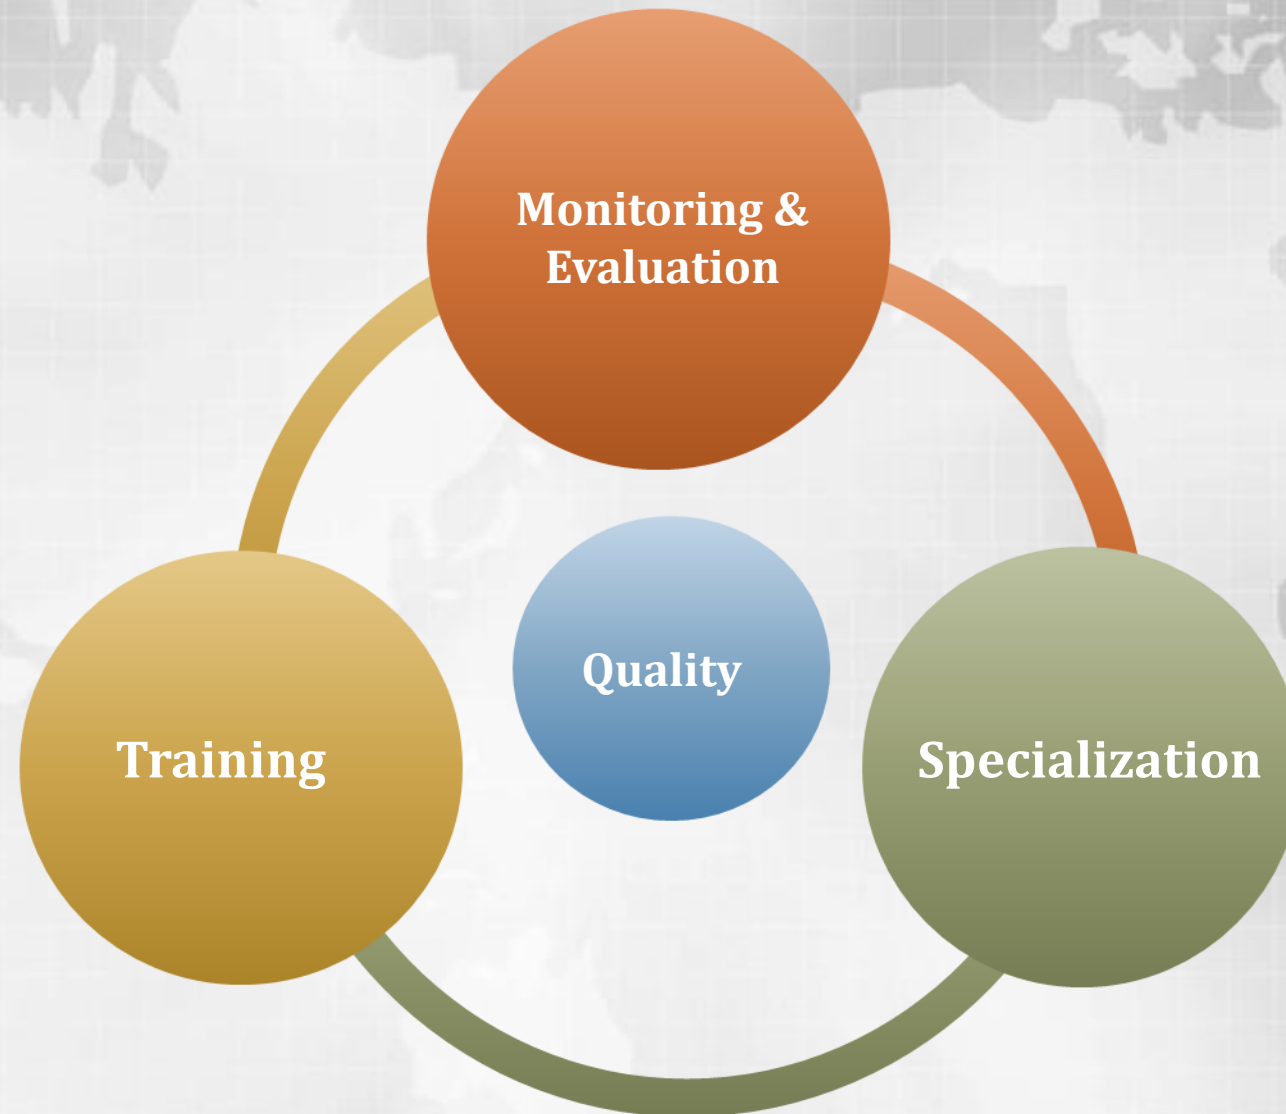 Monitoring &
Evaluation
Quality
Training
Specialization